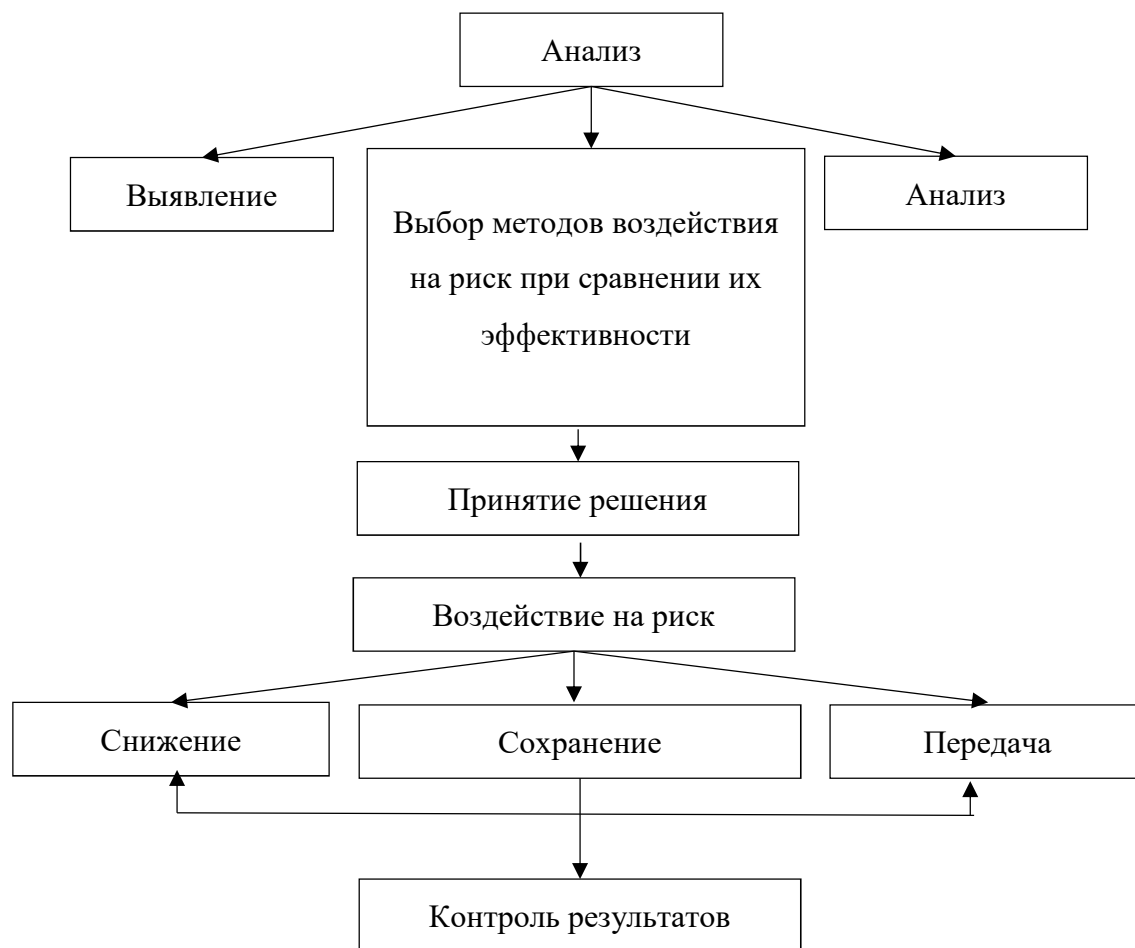 Анализ
Выявление
Выбор методов воздействия
на риск при сравнении их
эффективности
Анализ
Принятие решения
Воздействие на риск
Снижение
Сохранение
Передача
Контроль результатов